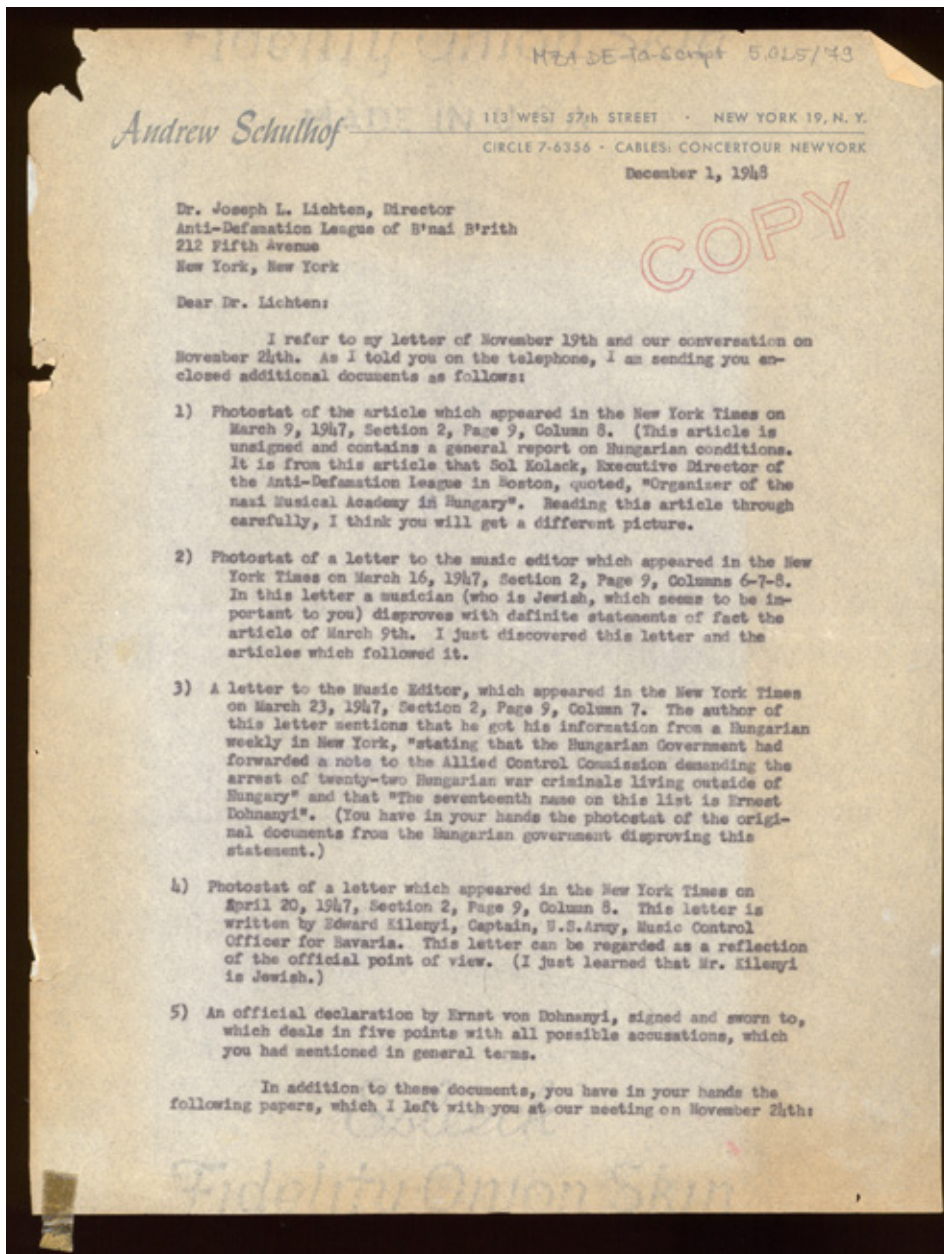 Fidelity Onion Skin
MZA DE-Ta-Script 5.025/79
MADE IN U.S.A.
Andrew Schulhof
113 WEST 57th STREET · NEW YORK 19, N. Y.
CIRCLE 7-6356 · CABLES: CONCERTOUR NEWYORK
December 1, 1948
COPY
Dr. Joseph L. Lichten, Director
Anti-Defamation League of B'nai B'rith
212 Fifth Avenue
New York, New York
Dear Dr. Lichten:
I refer to my letter of November 19th and our conversation on
November 24th. As I told you on the telephone, I am sending you en-
closed additional documents as follows:
1) Photostat of the article which appeared in the New York Times on
March 9, 1947, Section 2, Page 9, Column 8. (This article is
unsigned and contains a general report on Hungarian conditions.
It is from this article that Sol Kolack, Executive Director of
the Anti-Defamation League in Boston, quoted, "Organizer of the
nazi Musical Academy in Hungary". Reading this article through
carefully, I think you will get a different picture.
2) Photostat of a letter to the music editor which appeared in the New
York Times on March 16, 1947, Section 2, Page 9, Columns 6-7-8.
In this letter a musician (who is Jewish, which seems to be im-
portant to you) disproves with definite statements of fact the
article of March 9th. I just discovered this letter and the
articles which followed it.
3) A letter to the Music Editor, which appeared in the New York Times
on March 23, 1947, Section 2, Page 9, Column 7. The author of
this letter mentions that he got his information from a Hungarian
weekly in New York, "stating that the Hungarian Government had
forwarded a note to the Allied Control Commission demanding the
arrest of twenty-two Hungarian war criminals living outside of
Hungary" and that "The seventeenth name on this list is Ernest
Dohnanyi". (You have in your hands the photostat of the origi-
nal documents from the Hungarian government disproving this
statement.)
4) Photostat of a letter which appeared in the New York Times on
April 20, 1947, Section 2, Page 9, Column 8. This letter is
written by Edward Kilenyi, Captain, U.S.Army, Music Control
Officer for Bavaria. This letter can be regarded as a reflection
of the official point of view. (I just learned that Mr. Kilenyi
is Jewish.)
5) An official declaration by Ernst von Dohnanyi, signed and sworn to,
which deals in five points with all possible accusations, which
you had mentioned in general terms.
In addition to these documents, you have in your hands the
following papers, which I left with you at our meeting on November 24th:
Fidelity Onion Skin